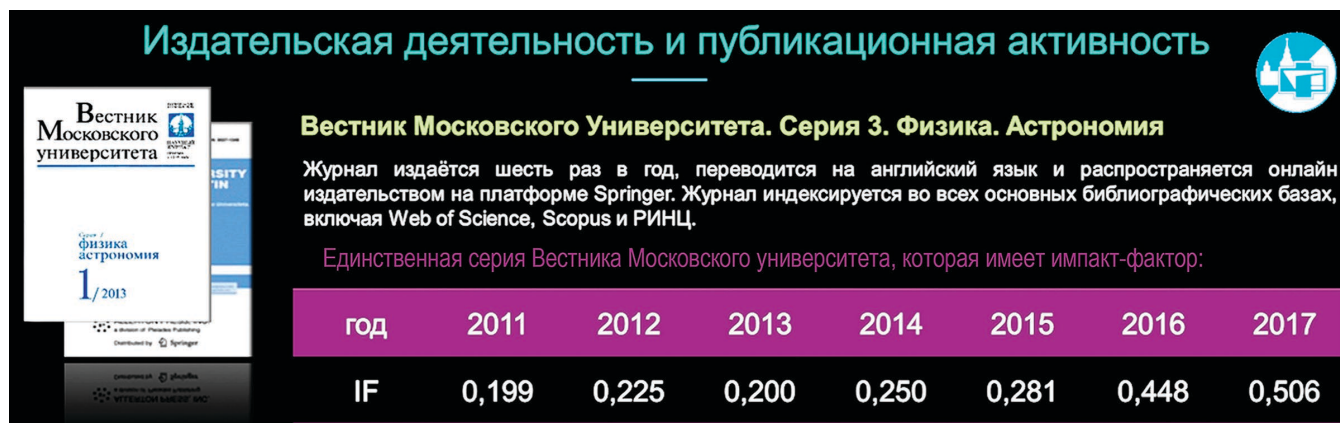 Издательская деятельность и публикационная активность
Вестник
Московского
университета
Серия 3
физика
астрономия
1/2013
a division of Pleiades Publishing
Distributed by Springer
Вестник Московского Университета. Серия 3. Физика. Астрономия
Журнал издаётся шесть раз в год, переводится на английский язык и распространяется онлайн
издательством на платформе Springer. Журнал индексируется во всех основных библиографических базах,
включая Web of Science, Scopus и РИНЦ.
Единственная серия Вестника Московского университета, которая имеет импакт-фактор:
год 2011 2012 2013 2014 2015 2016 2017
IF 0,199 0,225 0,200 0,250 0,281 0,448 0,506